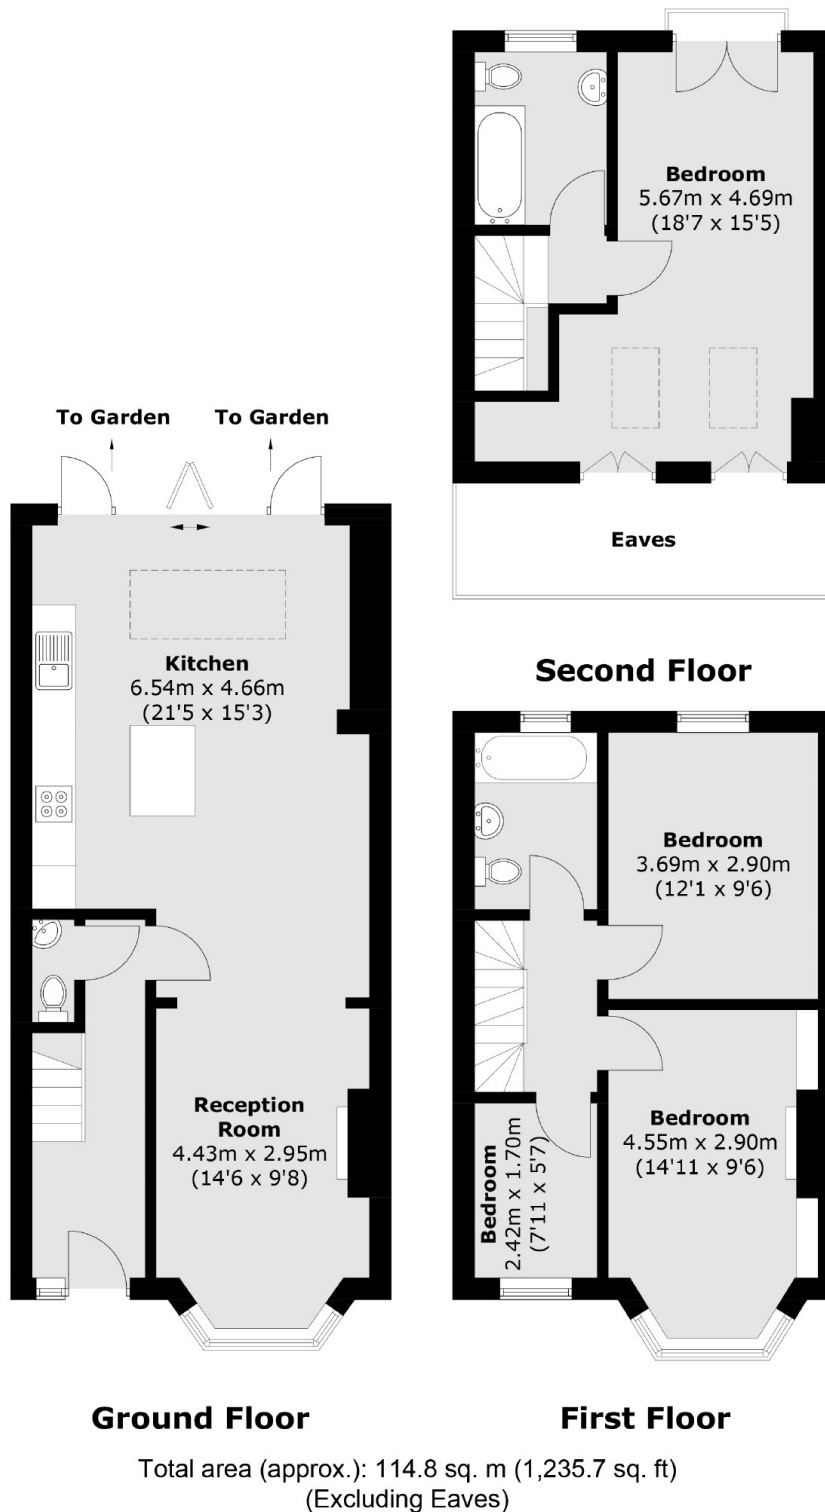 Bedroom
5.67m x 4.69m
(18'7 x 15'5)
To Garden
To Garden
Eaves
Kitchen
6.54m x 4.66m
(21'5 x 15'3)
Second Floor
Bedroom
3.69m x 2.90m
(12'1 x 9'6)
Reception
Room
4.43m x 2.95m
(14'6 x 9'8)
Bedroom
2.42m x 1.70m
(7'11 x 5'7)
Bedroom
4.55m x 2.90m
(14'11 x 9'6)
Ground Floor
First Floor
Total area (approx.): 114.8 sq. m (1,235.7 sq. ft)
(Excluding Eaves)